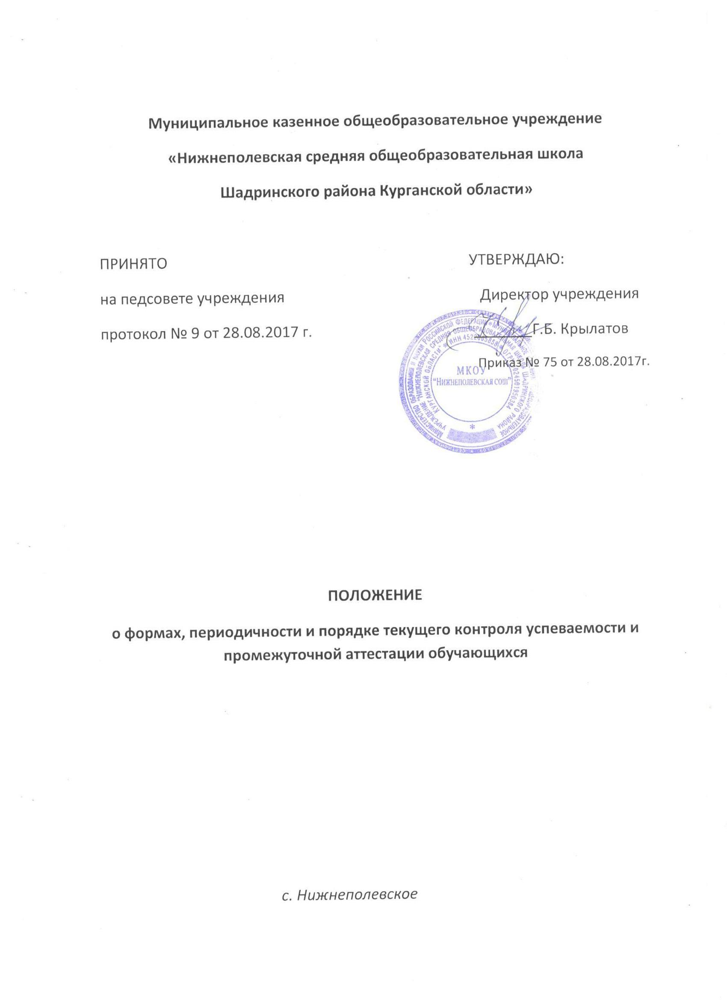 Муниципальное казенное общеобразовательное учреждение
«Нижнеполевская средняя общеобразовательная школа
Шадринского района Курганской области»
ПРИНЯТО
на педсовете учреждения
протокол № 9 от 28.08.2017 г.
УТВЕРЖДАЮ:
Директор учреждения
Г.Б. Крылатов
Приказ № 75 от 28.08.2017г.
МКОУ
"НИЖНЕПОЛЕВСКАЯ СОШ"
ПОЛОЖЕНИЕ
о формах, периодичности и порядке текущего контроля успеваемости и
промежуточной аттестации обучающихся
с. Нижнеполевское